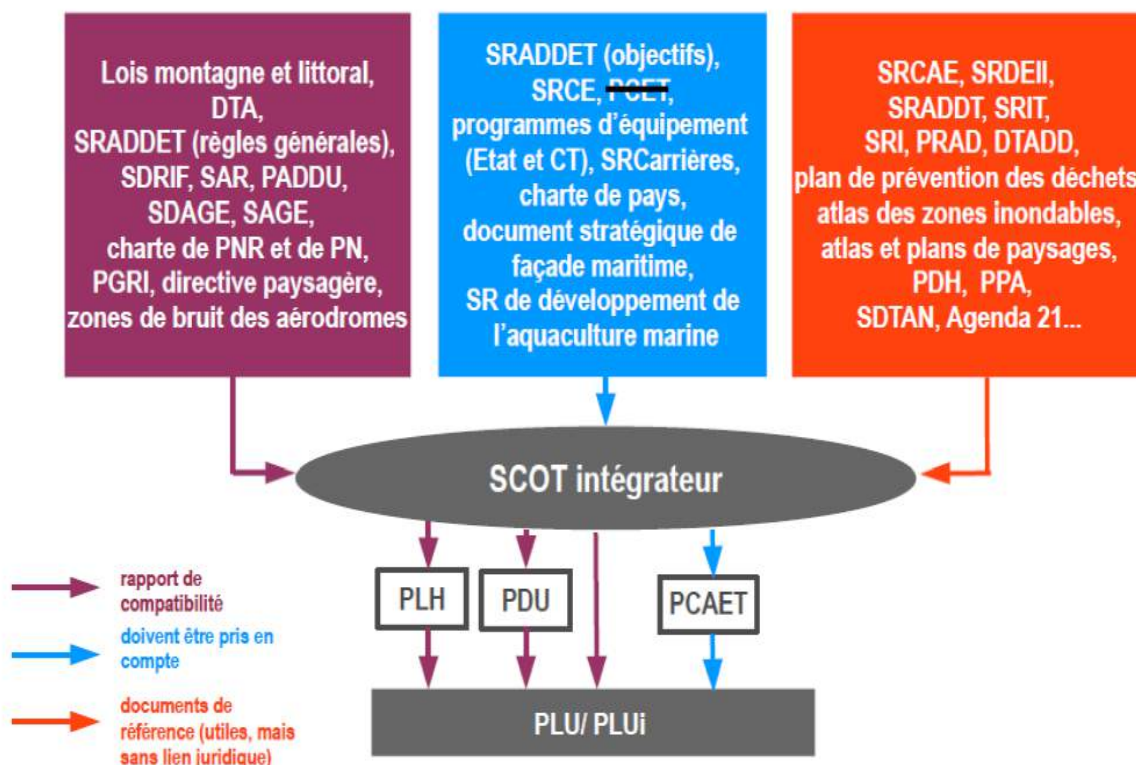 Lois montagne et littoral,
DTA,
SRADDET (règles générales),
SDRIF, SAR, PADDU,
SDAGE, SAGE,
charte de PNR et de PN,
PGRI, directive paysagère,
zones de bruit des aérodromes
SRADDET (objectifs),
SRCE, PCET,
programmes d'équipement
(Etat et CT), SRCarrières,
charte de pays,
document stratégique de
façade maritime,
SR de développement de
l'aquaculture marine
SRCAE, SRDEII,
SRADDT, SRIT,
SRI, PRAD, DTADD,
plan de prévention des déchets,
atlas des zones inondables,
atlas et plans de paysages,
PDH, PPA,
SDTAN, Agenda 21...
SCOT intégrateur
PLH
PDU
PCAET
PLU/ PLUi
rapport de
compatibilité
doivent être pris en
compte
documents de
référence (utiles, mais
sans lien juridique)